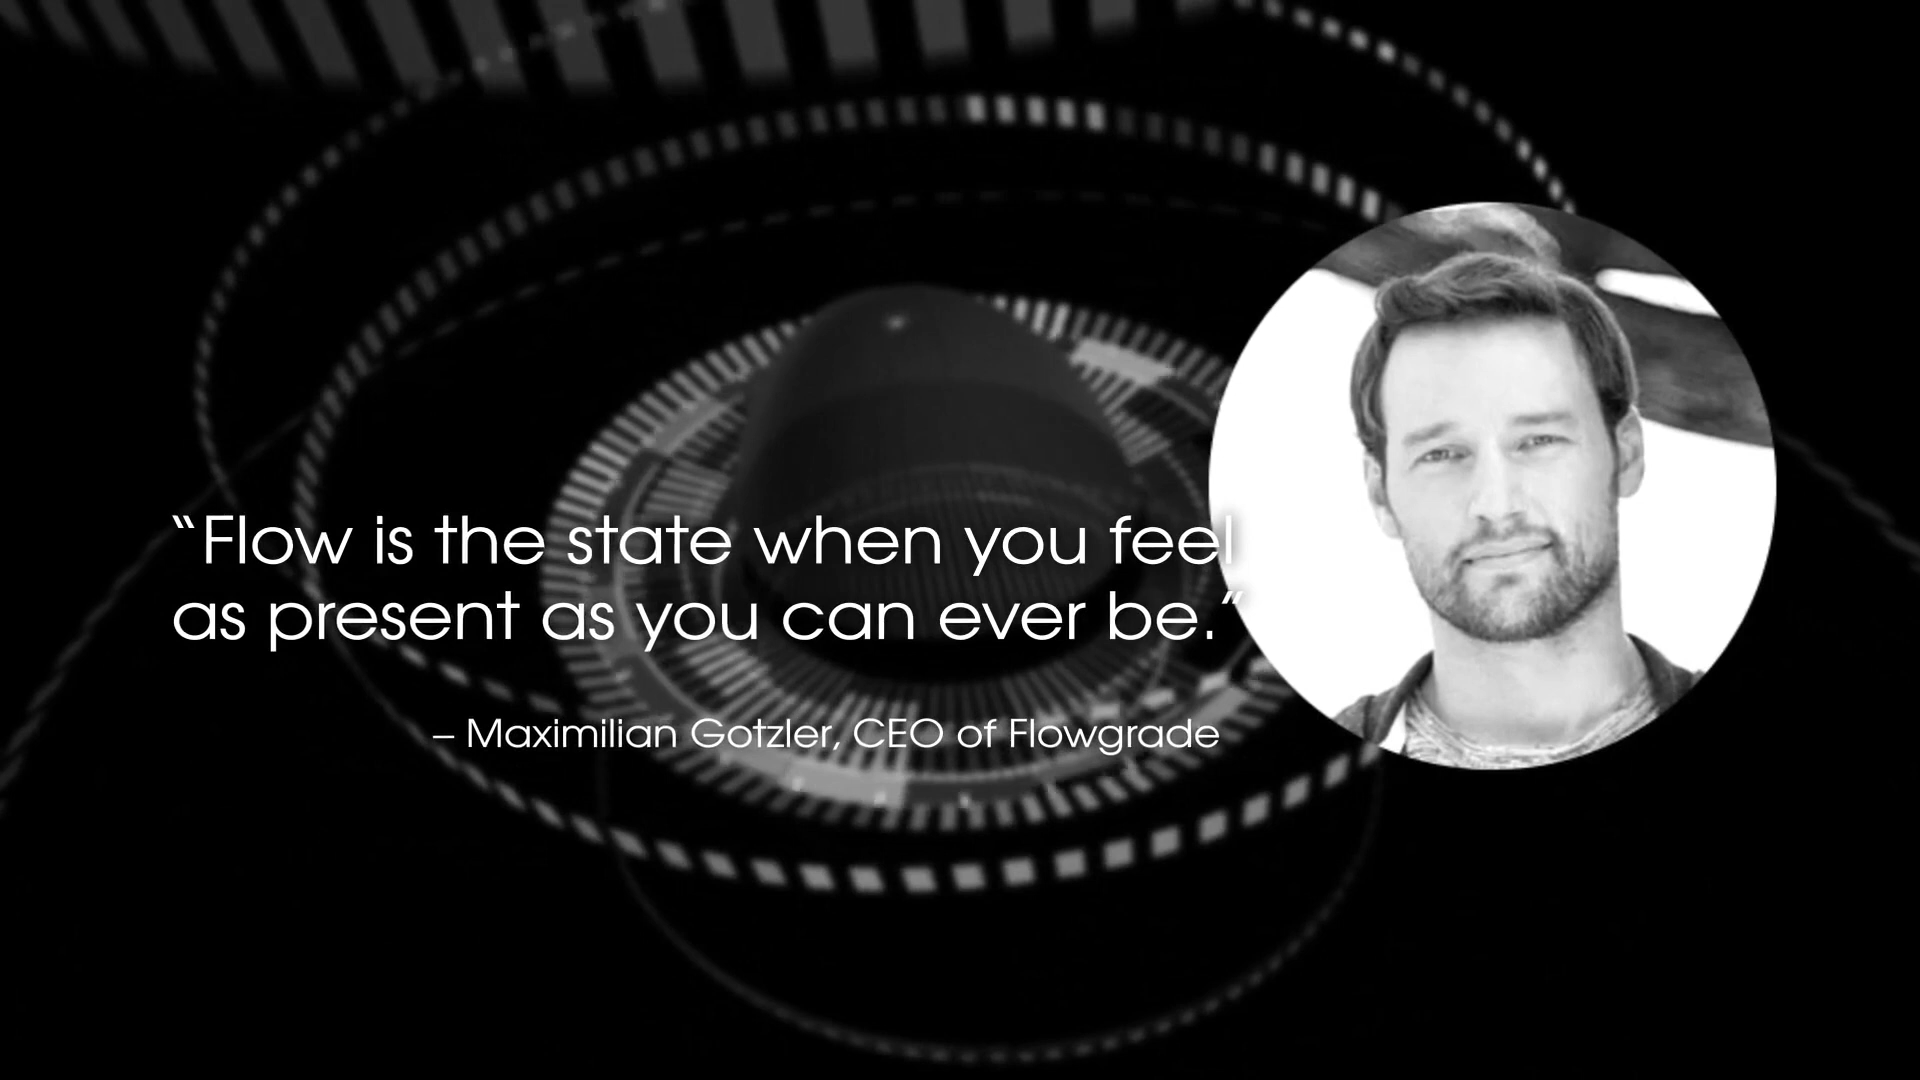 “Flow is the state when you feel
as present as you can ever be.”
– Maximilian Gotzler, CEO of Flowgrade